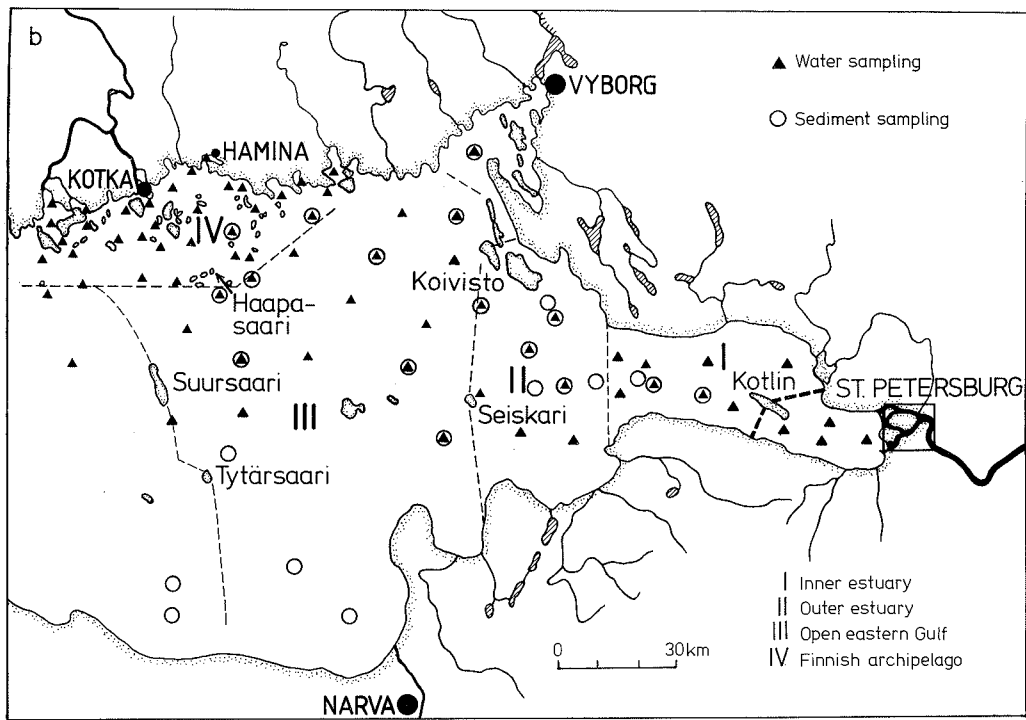 b
VYBORG
Water sampling
Sediment sampling
HAMINA
KOTKA
IV
Koivisto
Haapa-
saari
I
Kotlin
ST. PETERSBURG
Suursaari
II
III
Seiskari
Tytärsaari
I Inner estuary
II Outer estuary
III Open eastern Gulf
IV Finnish archipelago
0 30km
NARVA